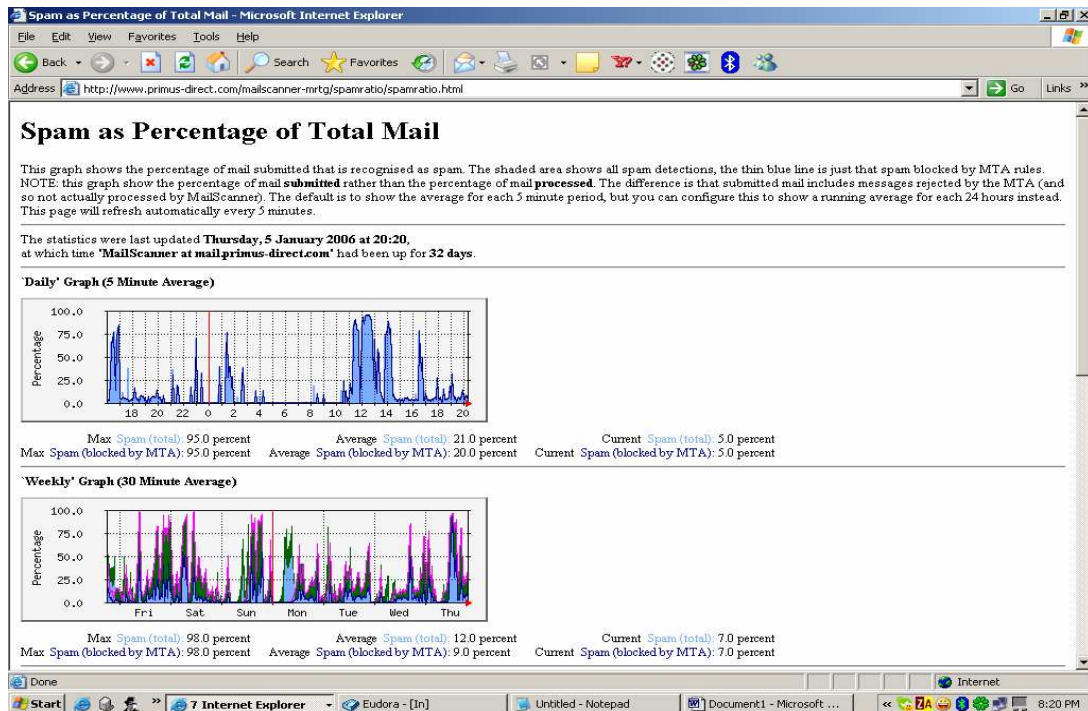 Spam as Percentage of Total Mail - Microsoft Internet Explorer
File Edit View Favorites Tools Help
Back Search Favorites
Address http://www.primus-direct.com/mailscanner-mrtg/spamratio/spamratio.html Go Links »
Spam as Percentage of Total Mail
This graph shows the percentage of mail submitted that is recognised as spam. The shaded area shows all spam detections, the thin blue line is just that spam blocked by MTA rules.
NOTE: this graph show the percentage of mail submitted rather than the percentage of mail processed. The difference is that submitted mail includes messages rejected by the MTA (and
so not actually processed by MailScanner). The default is to show the average for each 5 minute period, but you can configure this to show a running average for each 24 hours instead.
This page will refresh automatically every 5 minutes.
The statistics were last updated Thursday, 5 January 2006 at 20:20,
at which time 'MailScanner at mail.primus-direct.com' had been up for 32 days.
`Daily' Graph (5 Minute Average)
Percentage
100.0
75.0
50.0
25.0
0.0
18 20 22 0 2 4 6 8 10 12 14 16 18 20
Max Spam (total): 95.0 percent Average Spam (total): 21.0 percent Current Spam (total): 5.0 percent
Max Spam (blocked by MTA): 95.0 percent Average Spam (blocked by MTA): 20.0 percent Current Spam (blocked by MTA): 5.0 percent
`Weekly' Graph (30 Minute Average)
Percentage
100.0
75.0
50.0
25.0
0.0
Fri Sat Sun Mon Tue Wed Thu
Max Spam (total): 98.0 percent Average Spam (total): 12.0 percent Current Spam (total): 7.0 percent
Max Spam (blocked by MTA): 98.0 percent Average Spam (blocked by MTA): 9.0 percent Current Spam (blocked by MTA): 7.0 percent
Done Internet
Start » 7 Internet Explorer Eudora - [In] Untitled - Notepad Document1 - Microsoft ... « ZA 8:20 PM